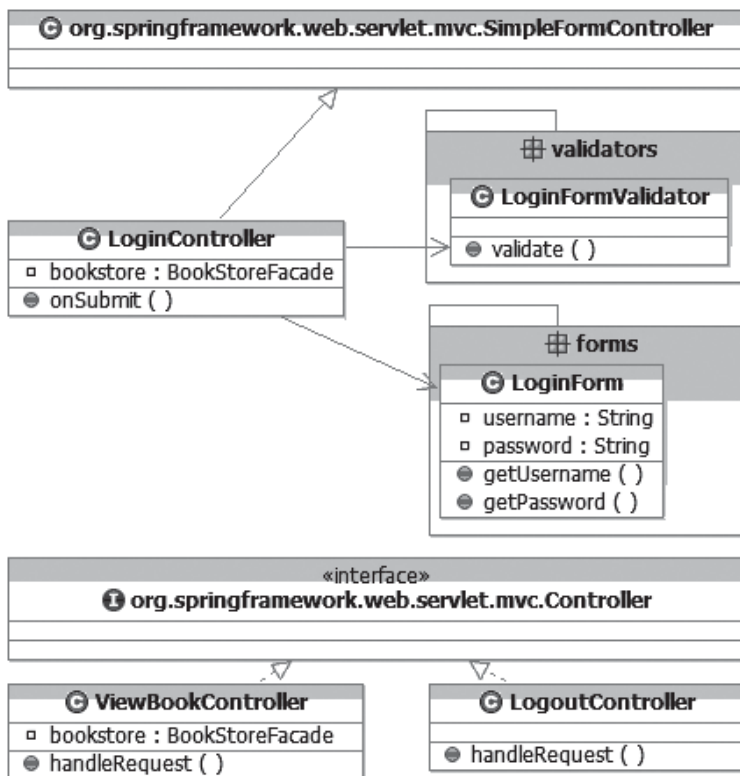 org.springframework.web.servlet.mvc.SimpleFormController
validators
LoginFormValidator
validate ( )
LoginController
bookstore : BookStoreFacade
onSubmit ( )
forms
LoginForm
username : String
password : String
getUsername ( )
getPassword ( )
«interface»
org.springframework.web.servlet.mvc.Controller
ViewBookController
bookstore : BookStoreFacade
handleRequest ( )
LogoutController
handleRequest ( )